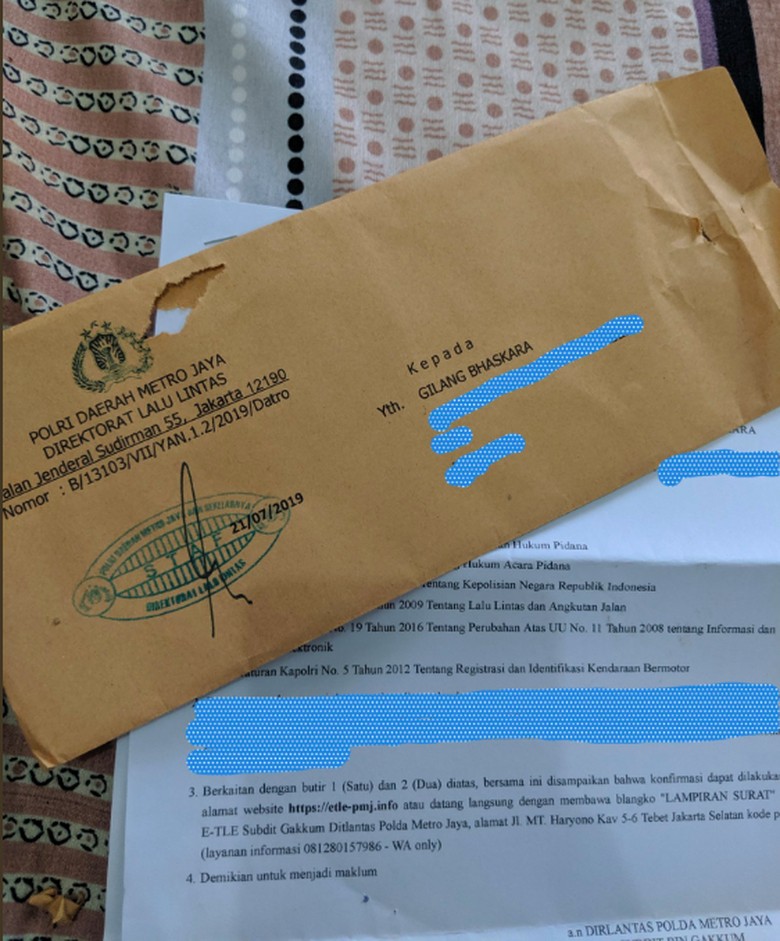 POLRI DAERAH METRO JAYA
DIREKTORAT LALU LINTAS
alan Jenderal Sudirman 55, Jakarta 12190
Nomor : B/13103/VII/YAN.1.2/2019/Datro
21/07/2019
STAF
DIREKTORAT LALU LINTAS
Kepada
Yth. GILANG BHASKARA
ARA
Hukum Pidana
Hukum Acara Pidana
entang Kepolisian Negara Republik Indonesia
un 2009 Tentang Lalu Lintas dan Angkutan Jalan
o. 19 Tahun 2016 Tentang Perubahan Atas UU No. 11 Tahun 2008 tentang Informasi dan
ktronik
aturan Kapolri No. 5 Tahun 2012 Tentang Registrasi dan Identifikasi Kendaraan Bermotor
3. Berkaitan dengan butir 1 (Satu) dan 2 (Dua) diatas, bersama ini disampaikan bahwa konfirmasi dapat dilakuka
alamat website https://etle-pmj.info atau datang langsung dengan membawa blangko "LAMPIRAN SURAT"
E-TLE Subdit Gakkum Ditlantas Polda Metro Jaya, alamat Jl. MT. Haryono Kav 5-6 Tebet Jakarta Selatan kode p
(layanan informasi 081280157986 - WA only)
4. Demikian untuk menjadi maklum
a.n DIRLANTAS POLDA METRO JAYA
GAKKUM